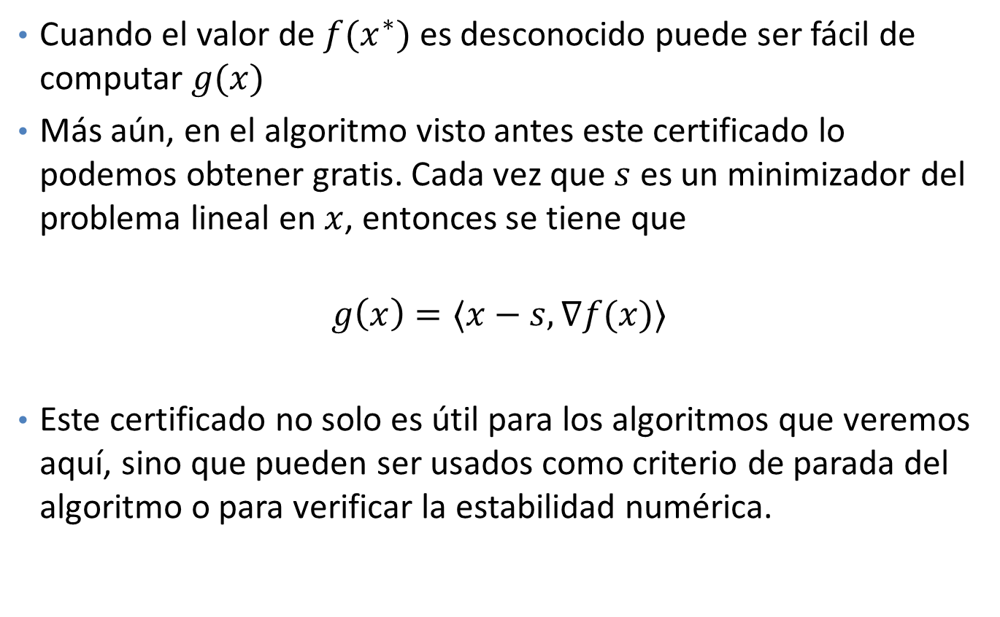 • Cuando el valor de f(x*) es desconocido puede ser fácil de
computar g(x)
• Más aún, en el algoritmo visto antes este certificado lo
podemos obtener gratis. Cada vez que s es un minimizador del
problema lineal en x, entonces se tiene que
g(x) = ⟨x − s, ∇f(x)⟩
• Este certificado no solo es útil para los algoritmos que veremos
aquí, sino que pueden ser usados como criterio de parada del
algoritmo o para verificar la estabilidad numérica.